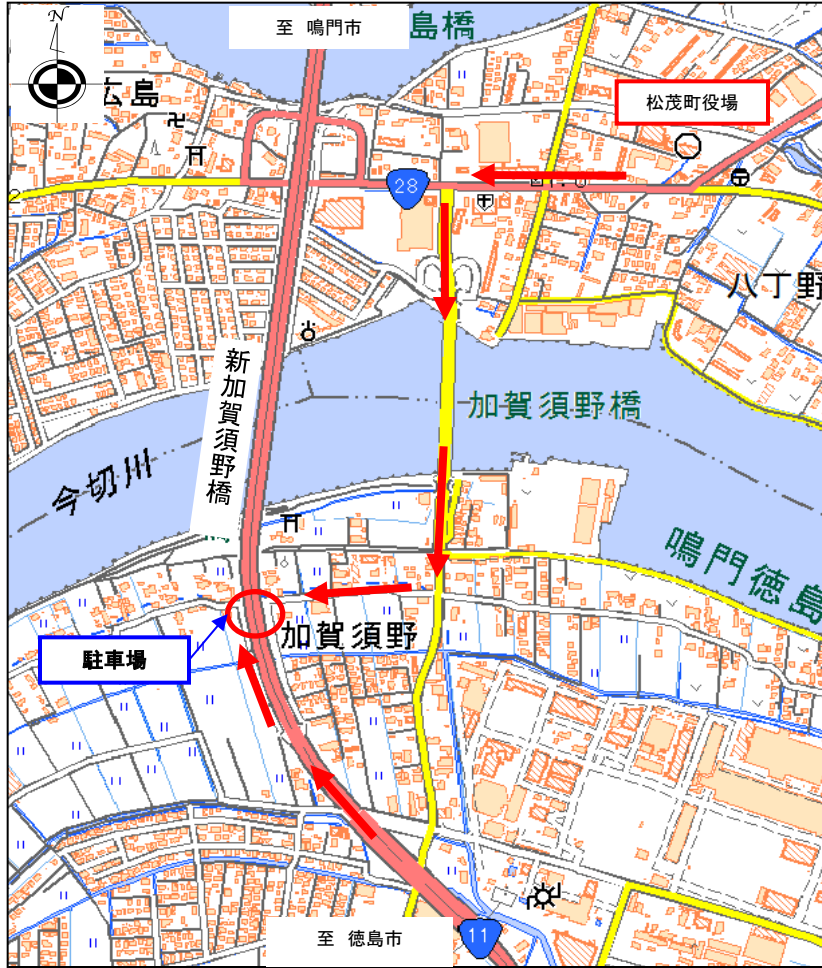 N
至 鳴門市
島橋
広島
松茂町役場
28
2
八丁野
新加賀須野橋
加賀須野橋
今切川
鳴門徳島
加賀須野
駐車場
至 徳島市
11